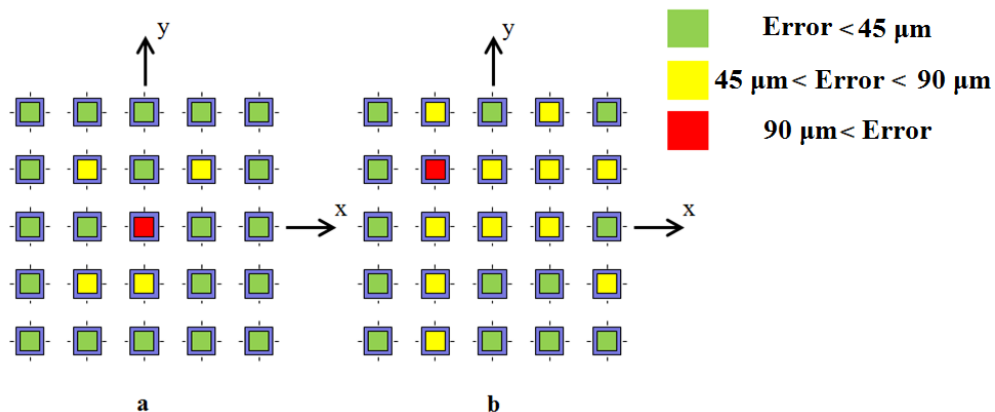 y
y
Error < 45 µm
45 µm < Error < 90 µm
90 µm < Error
x
x
a
b